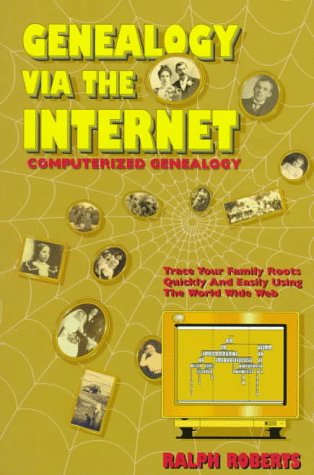 GENEALOGY
VIA THE
INTERNET
COMPUTERIZED GENEALOGY
Trace Your Family Roots
Quickly And Easily Using
The World Wide Web
RALPH ROBERTS